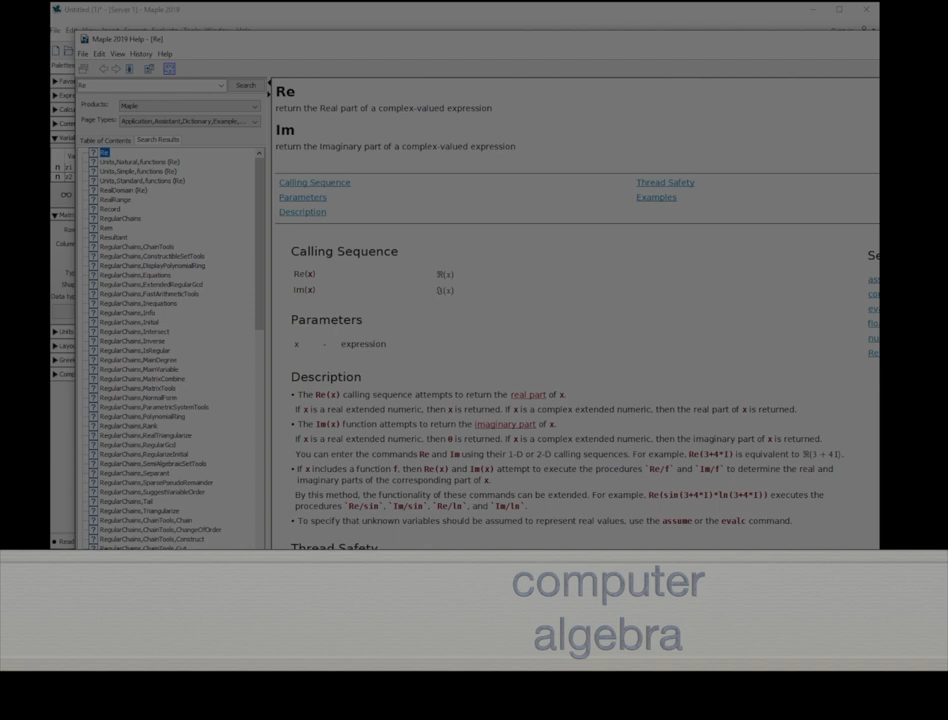 Untitled (1)* - [Server 1] - Maple 2018
Maple 2019 Help - [Re]
File Edit View History Help
Re
Search
Products: Maple
Page Types: Application,Assistant,Dictionary,Example,...
Table of Contents Search Results
Re
Units,Natural,functions (Re)
Units,Simple,functions (Re)
Units,Standard,functions (Re)
RealDomain (Re)
RealRange
Record
RegularChains
Rem
Resultant
RegularChains,ChainTools
RegularChains,ConstructibleSetTools
RegularChains,DisplayPolynomialRing
RegularChains,Equations
RegularChains,ExtendedRegularGcd
RegularChains,FastArithmeticTools
RegularChains,Inequations
RegularChains,Info
RegularChains,Initial
RegularChains,Intersect
RegularChains,Inverse
RegularChains,IsRegular
RegularChains,MainDegree
RegularChains,MainVariable
RegularChains,MatrixCombine
RegularChains,MatrixTools
RegularChains,NormalForm
RegularChains,ParametricSystemTools
RegularChains,PolynomialRing
RegularChains,Rank
RegularChains,RealTriangularize
RegularChains,RegularGcd
RegularChains,RegularizeInitial
RegularChains,SemiAlgebraicSetTools
RegularChains,Separant
RegularChains,SparsePseudoRemainder
RegularChains,SuggestVariableOrder
RegularChains,Tail
RegularChains,Triangularize
RegularChains,ChainTools,Chain
RegularChains,ChainTools,ChangeOfOrder
RegularChains,ChainTools,Construct
RegularChains,ChainTools,Cut
Re
return the Real part of a complex-valued expression
Im
return the Imaginary part of a complex-valued expression
Calling Sequence Thread Safety
Parameters Examples
Description
Calling Sequence
Re(x) ℜ(x)
Im(x) ℑ(x)
Parameters
x - expression
Description
• The Re(x) calling sequence attempts to return the real part of x.
If x is a real extended numeric, then x is returned. If x is a complex extended numeric, then the real part of x is returned.
• The Im(x) function attempts to return the imaginary part of x.
If x is a real extended numeric, then 0 is returned. If x is a complex extended numeric, then the imaginary part of x is returned.
You can enter the commands Re and Im using their 1-D or 2-D calling sequences. For example, Re(3+4*I) is equivalent to ℜ(3 + 4 I).
• If x includes a function f, then Re(x) and Im(x) attempt to execute the procedures `Re/f` and `Im/f` to determine the real and
imaginary parts of the corresponding part of x.
By this method, the functionality of these commands can be extended. For example, Re(sin(3+4*I)*ln(3+4*I)) executes the
procedures `Re/sin`, `Im/sin`, `Re/ln`, and `Im/ln`.
• To specify that unknown variables should be assumed to represent real values, use the assume or the evalc command.
Thread Safety
computer
algebra